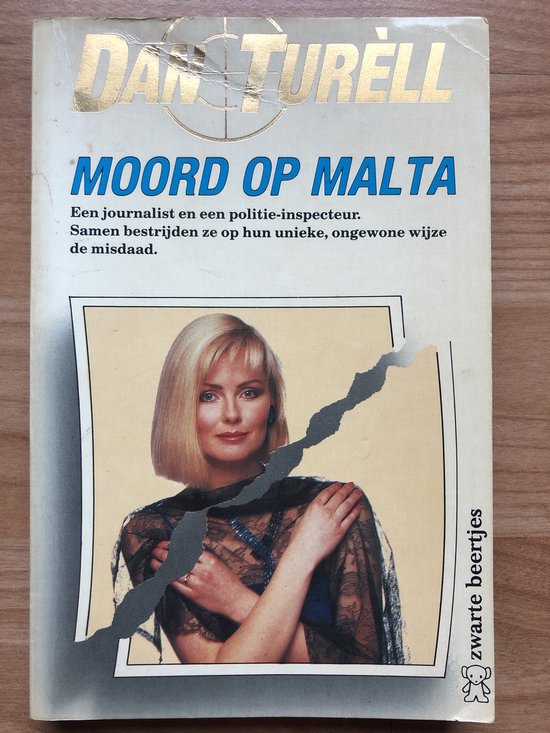 DAN TURÈLL
MOORD OP MALTA
Een journalist en een politie-inspecteur.
Samen bestrijden ze op hun unieke, ongewone wijze
de misdaad.
zwarte beertjes